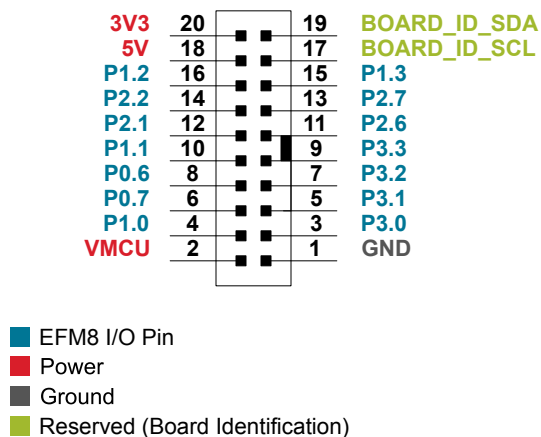 3V3 20 19 BOARD_ID_SDA
5V 18 17 BOARD_ID_SCL
P1.2 16 15 P1.3
P2.2 14 13 P2.7
P2.1 12 11 P2.6
P1.1 10 9 P3.3
P0.6 8 7 P3.2
P0.7 6 5 P3.1
P1.0 4 3 P3.0
VMCU 2 1 GND
EFM8 I/O Pin
Power
Ground
Reserved (Board Identification)